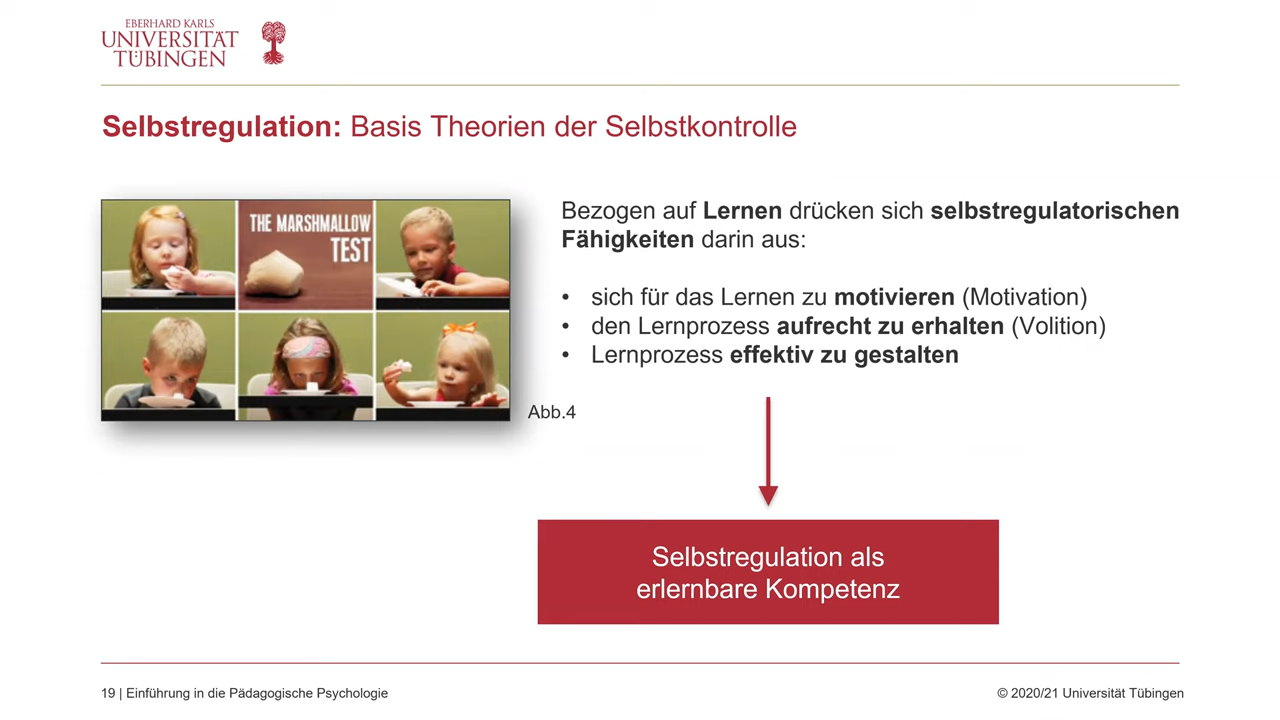 EBERHARD KARLS
UNIVERSITÄT
TÜBINGEN
Selbstregulation: Basis Theorien der Selbstkontrolle
THE MARSHMALLOW
TEST
Abb.4
Bezogen auf Lernen drücken sich selbstregulatorischen
Fähigkeiten darin aus:
• sich für das Lernen zu motivieren (Motivation)
• den Lernprozess aufrecht zu erhalten (Volition)
• Lernprozess effektiv zu gestalten
Selbstregulation als
erlernbare Kompetenz
19 | Einführung in die Pädagogische Psychologie
© 2020/21 Universität Tübingen